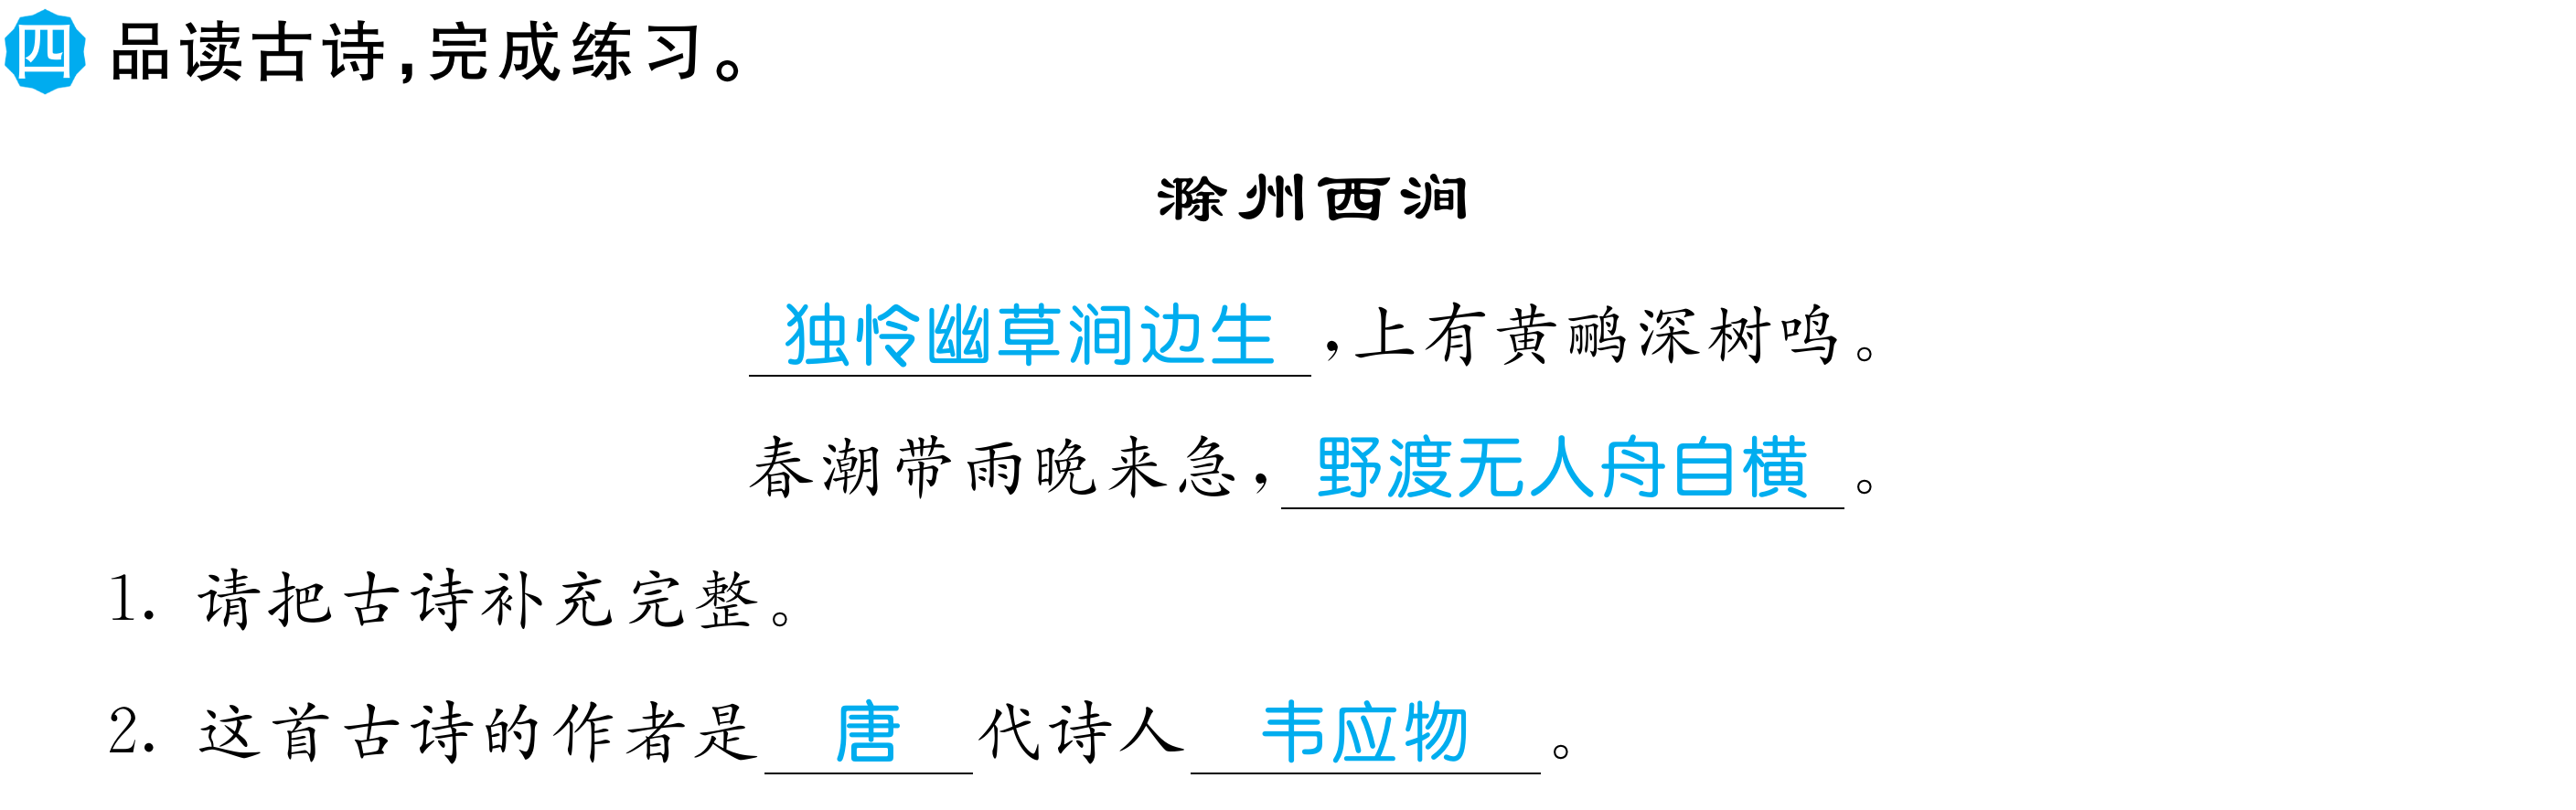 四 品读古诗,完成练习。
滁州西涧
独怜幽草涧边生,上有黄鹂深树鸣。
春潮带雨晚来急,野渡无人舟自横。
1. 请把古诗补充完整。
2. 这首古诗的作者是唐代诗人韦应物。